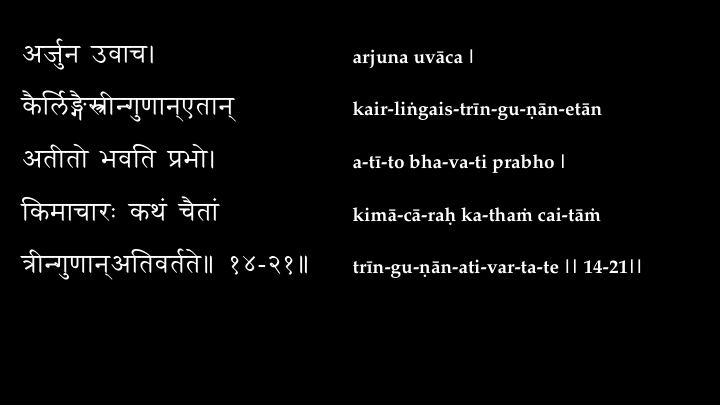 अर्जुन उवाच। arjuna uvāca |
कैर्लिङ्गैस्त्रीन्गुणान्एतान् kair-liṅgais-trīn-gu-ṇān-etān
अतीतो भवति प्रभो। a-tī-to bha-va-ti prabho |
किमाचारः कथं चैतां kimā-cā-raḥ ka-thaṁ cai-tāṁ
त्रीन्गुणान्अतिवर्तते॥ १४-२१॥ trīn-gu-ṇān-ati-var-ta-te || 14-21||